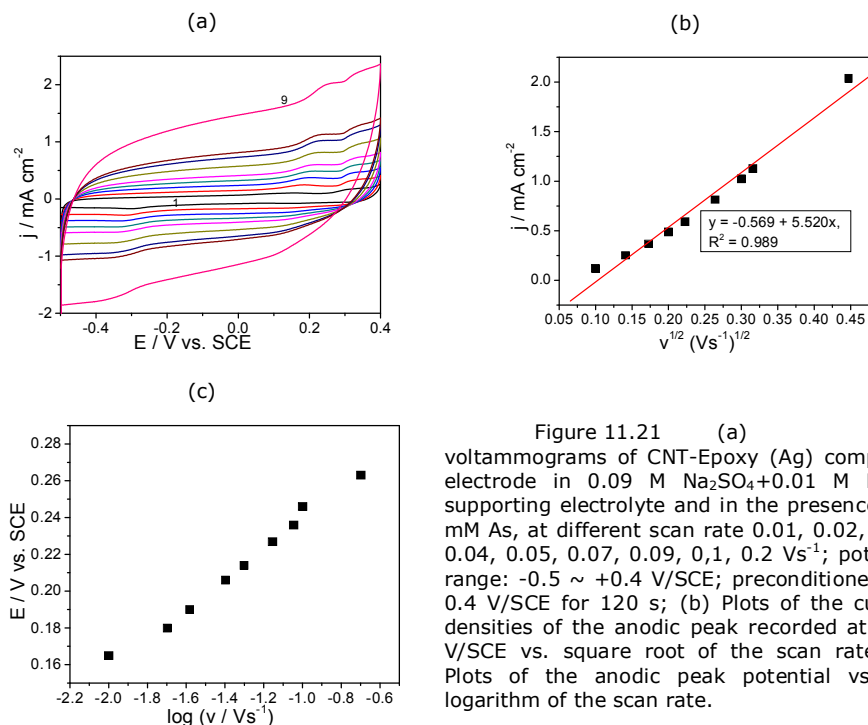 (a)
2
1
0
-1
-2
9
1
-0.4 -0.2 0.0 0.2 0.4
E / V vs. SCE
j / mA cm-2
(b)
2.0
1.5
1.0
0.5
0.0
y = -0.569 + 5.520x,
R2 = 0.989
0.05 0.10 0.15 0.20 0.25 0.30 0.35 0.40 0.45
v1/2 (Vs-1)1/2
j / mA cm-2
(c)
0.28
0.26
0.24
0.22
0.20
0.18
0.16
-2.2 -2.0 -1.8 -1.6 -1.4 -1.2 -1.0 -0.8 -0.6
log (v / Vs-1)
E / V vs. SCE
Figure 11.21 (a)
voltammograms of CNT-Epoxy (Ag)
electrode in 0.09 M Na2SO4+0.01 M
supporting electrolyte and in the presence
mM As, at different scan rate 0.01, 0.02,
0.04, 0.05, 0.07, 0.09, 0,1, 0.2 Vs-1;
range: -0.5 ~ +0.4 V/SCE;
0.4 V/SCE for 120 s; (b) Plots of the
densities of the anodic peak recorded at
V/SCE vs. square root of the scan rate
Plots of the anodic peak potential
logarithm of the scan rate.